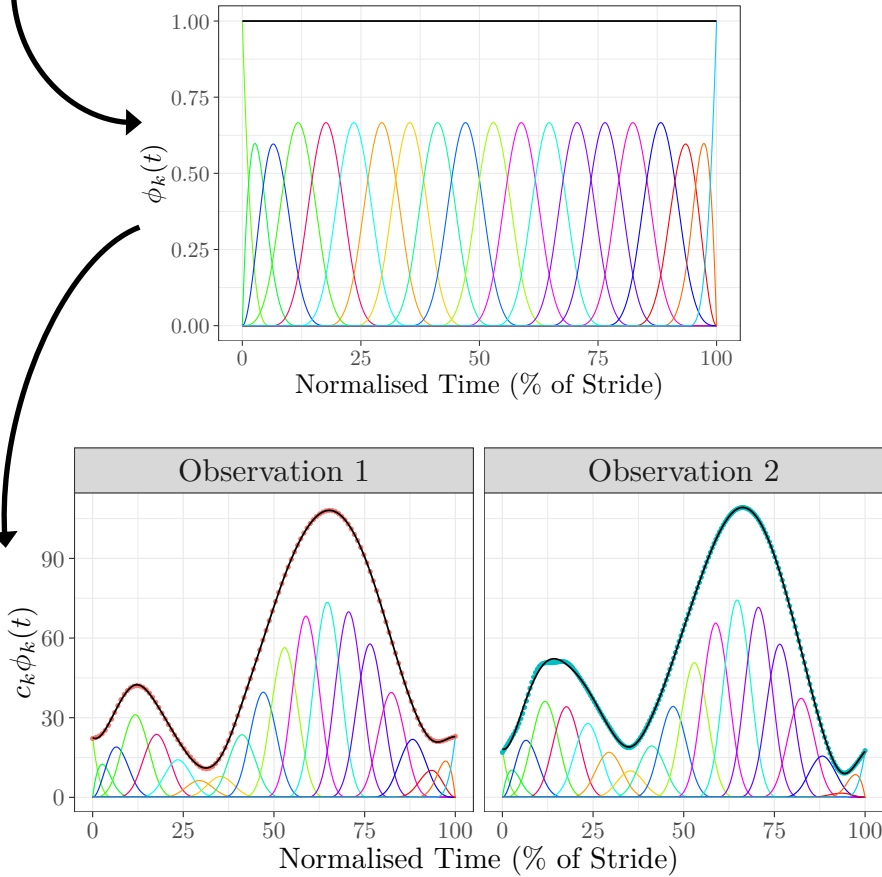 1.00
0.75
0.50
0.25
0.00
ϕₖ(t)
0 25 50 75 100
Normalised Time (% of Stride)
Observation 1 Observation 2
90
60
30
0
cₖϕₖ(t)
0 25 50 75 100 0 25 50 75 100
Normalised Time (% of Stride)